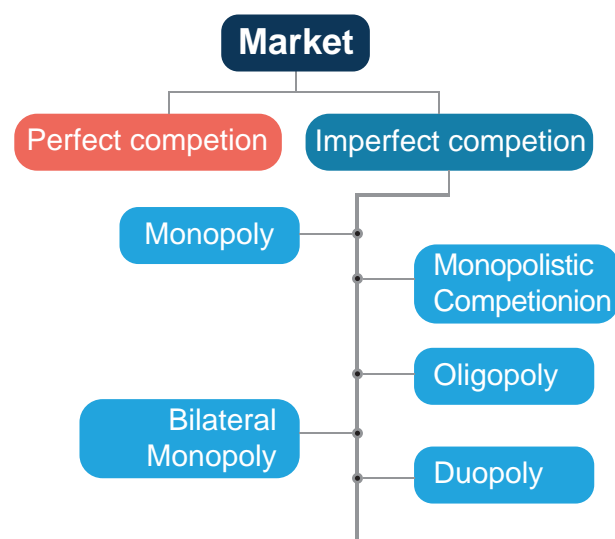 Market
Perfect competion
Imperfect competion
Monopoly
Monopolistic
Competionion
Oligopoly
Bilateral
Monopoly
Duopoly